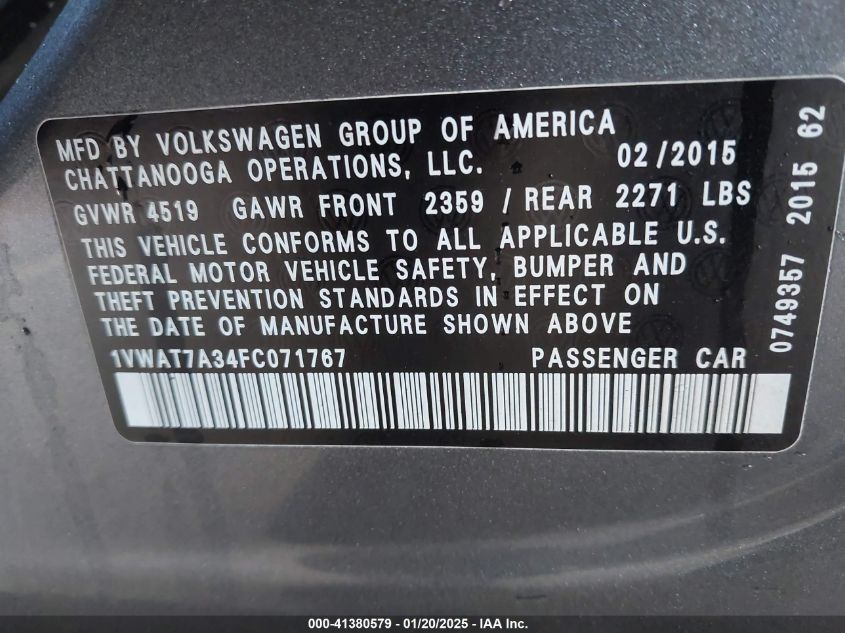 MFD BY VOLKSWAGEN GROUP OF AMERICA
CHATTANOOGA OPERATIONS, LLC. 02/2015
GVWR 4519 GAWR FRONT 2359 / REAR 2271 LBS
THIS VEHICLE CONFORMS TO ALL APPLICABLE U.S.
FEDERAL MOTOR VEHICLE SAFETY, BUMPER AND
THEFT PREVENTION STANDARDS IN EFFECT ON
THE DATE OF MANUFACTURE SHOWN ABOVE
1VWAT7A34FC071767 PASSENGER CAR
0749357 2015 62
000-41380579 — 01/20/2025 — IAA Inc.